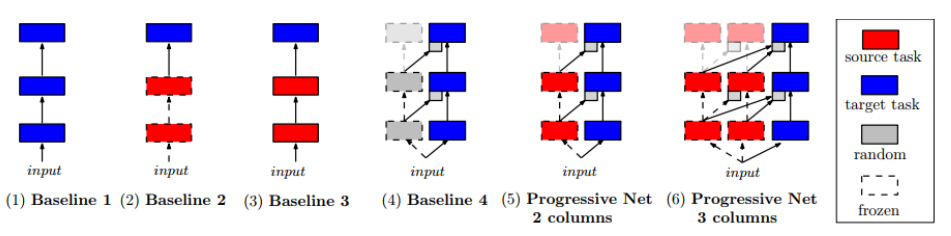 input
input
input
input
input
input
(1) Baseline 1 (2) Baseline 2 (3) Baseline 3 (4) Baseline 4 (5) Progressive Net (6) Progressive Net
2 columns
3 columns
source task
target task
random
frozen